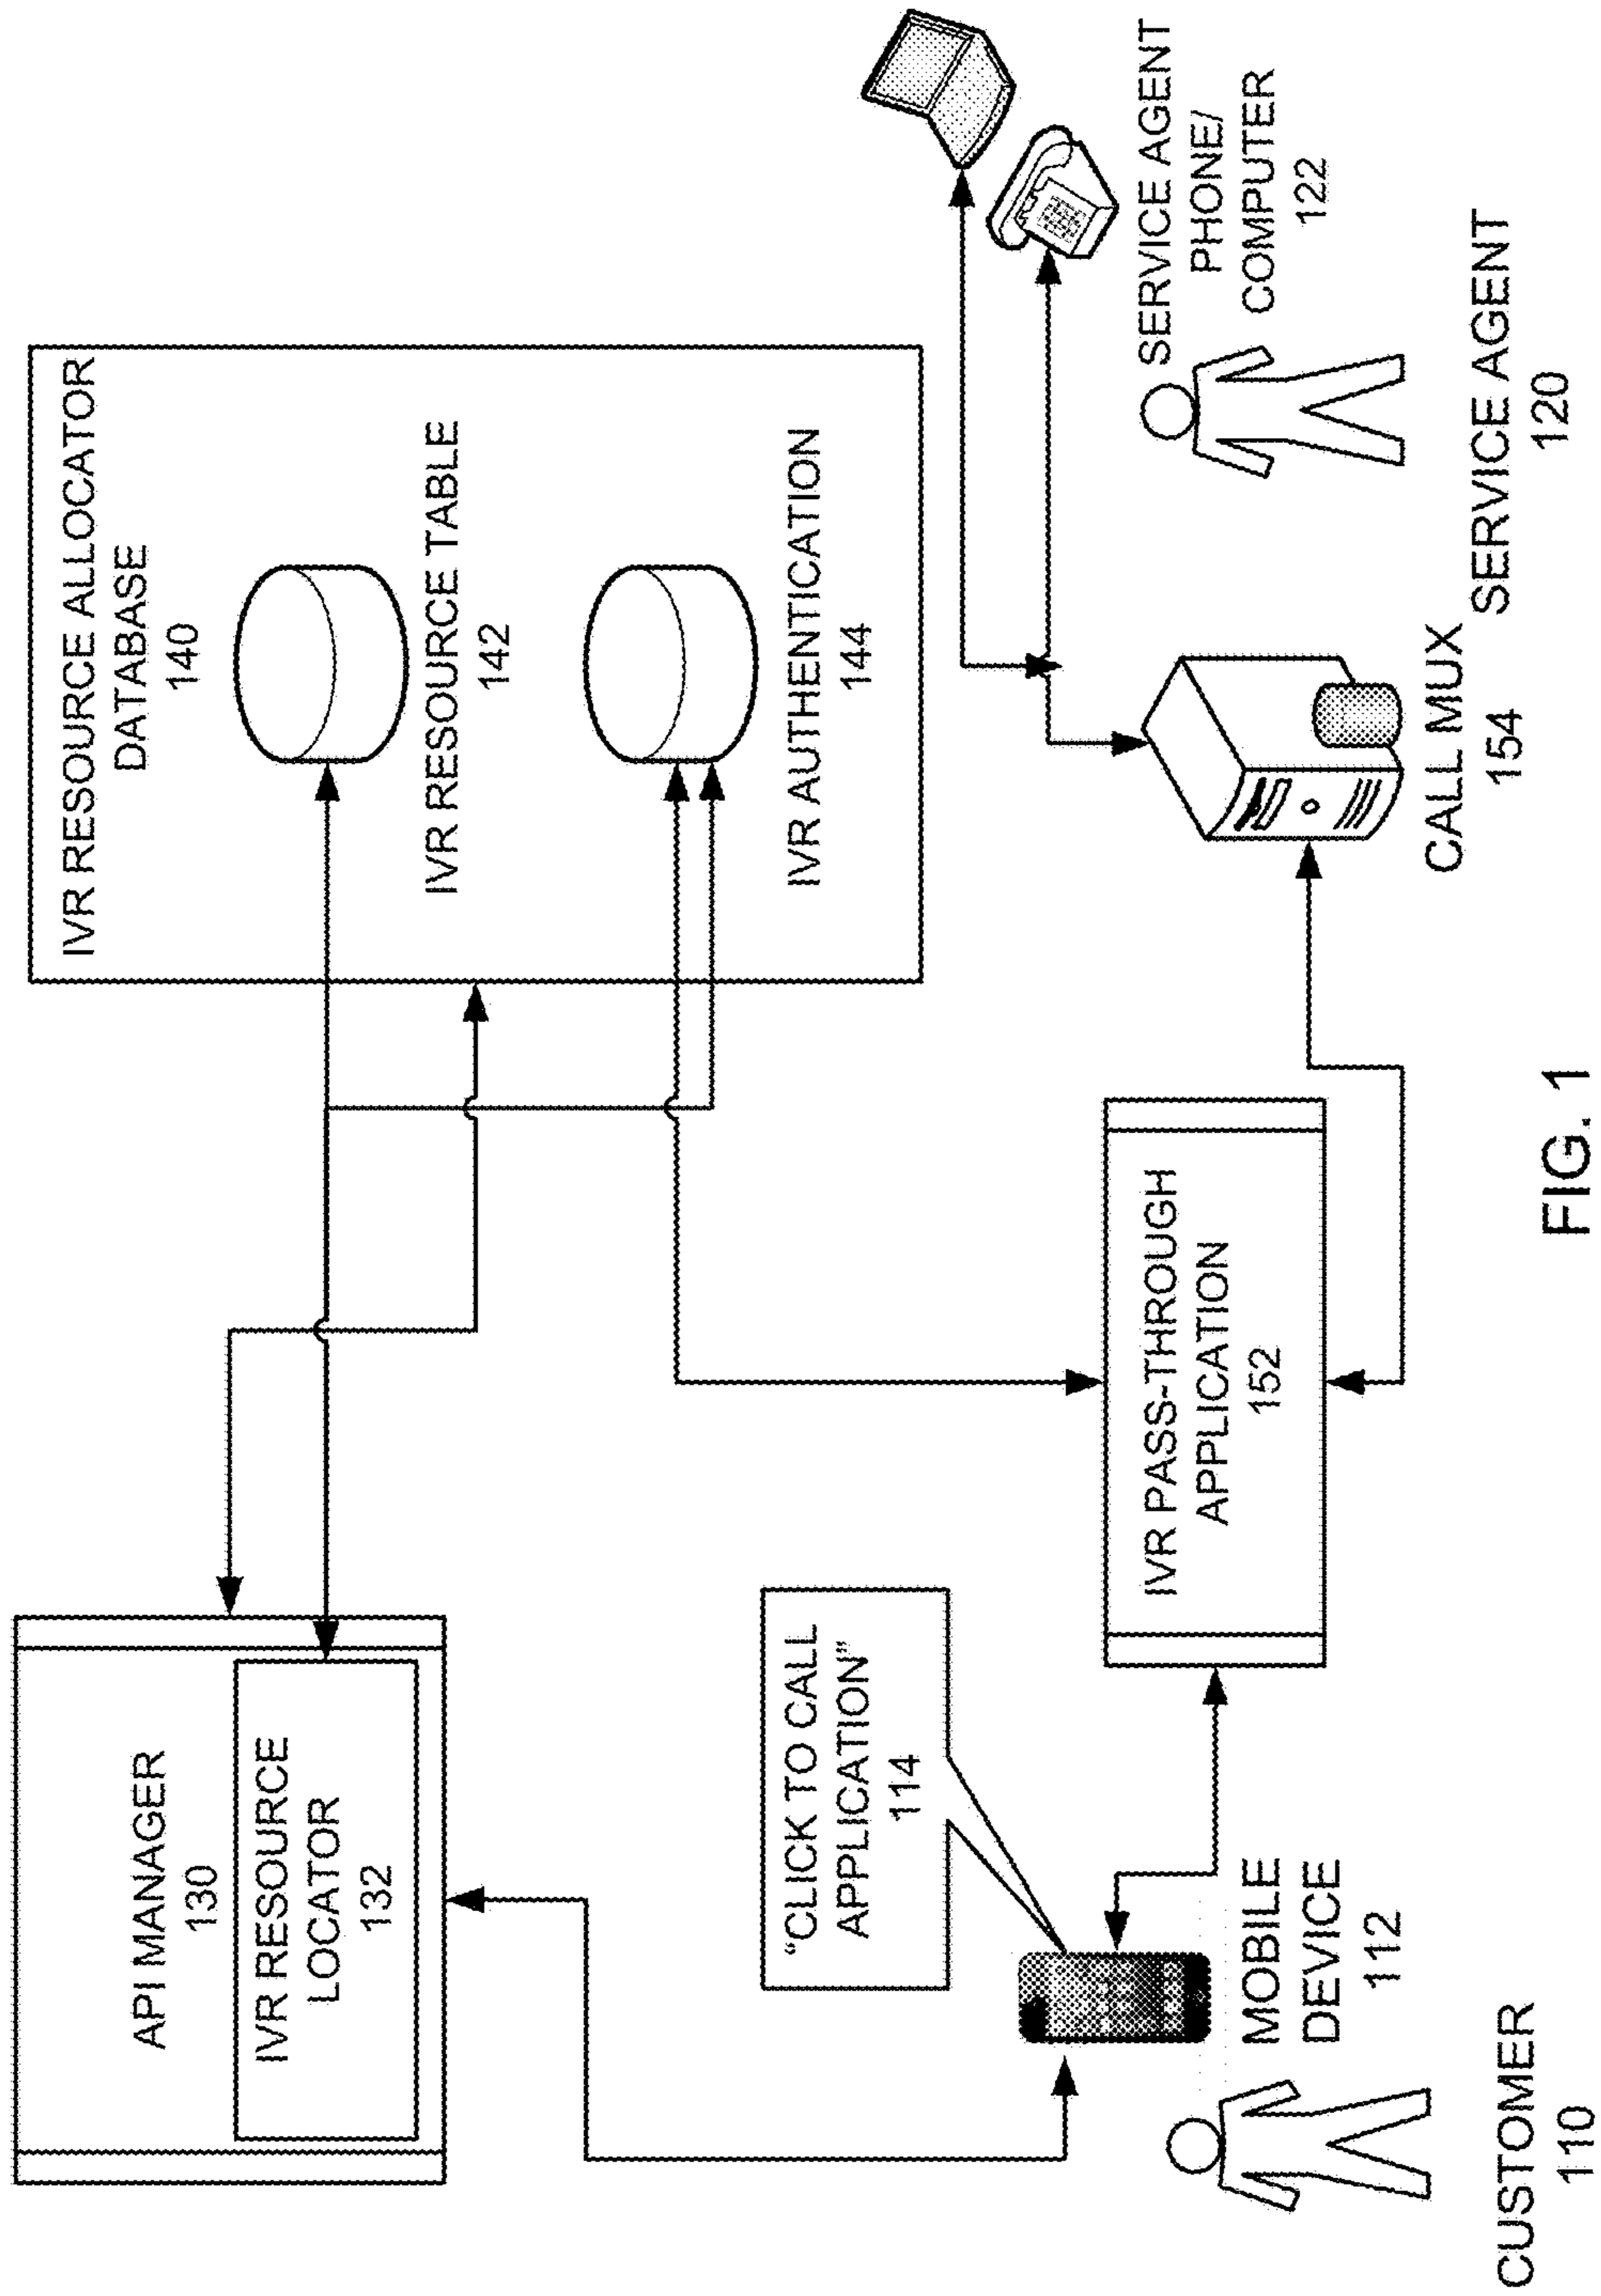 API MANAGER
130
IVR RESOURCE
LOCATOR
132
IVR RESOURCE ALLOCATOR
DATABASE
140
IVR RESOURCE TABLE
142
IVR AUTHENTICATION
144
"CLICK TO CALL
APPLICATION"
114
MOBILE
DEVICE
112
CUSTOMER
110
IVR PASS-THROUGH
APPLICATION
152
CALL MUX
154
SERVICE AGENT
PHONE/
COMPUTER
122
SERVICE AGENT
120
FIG. 1